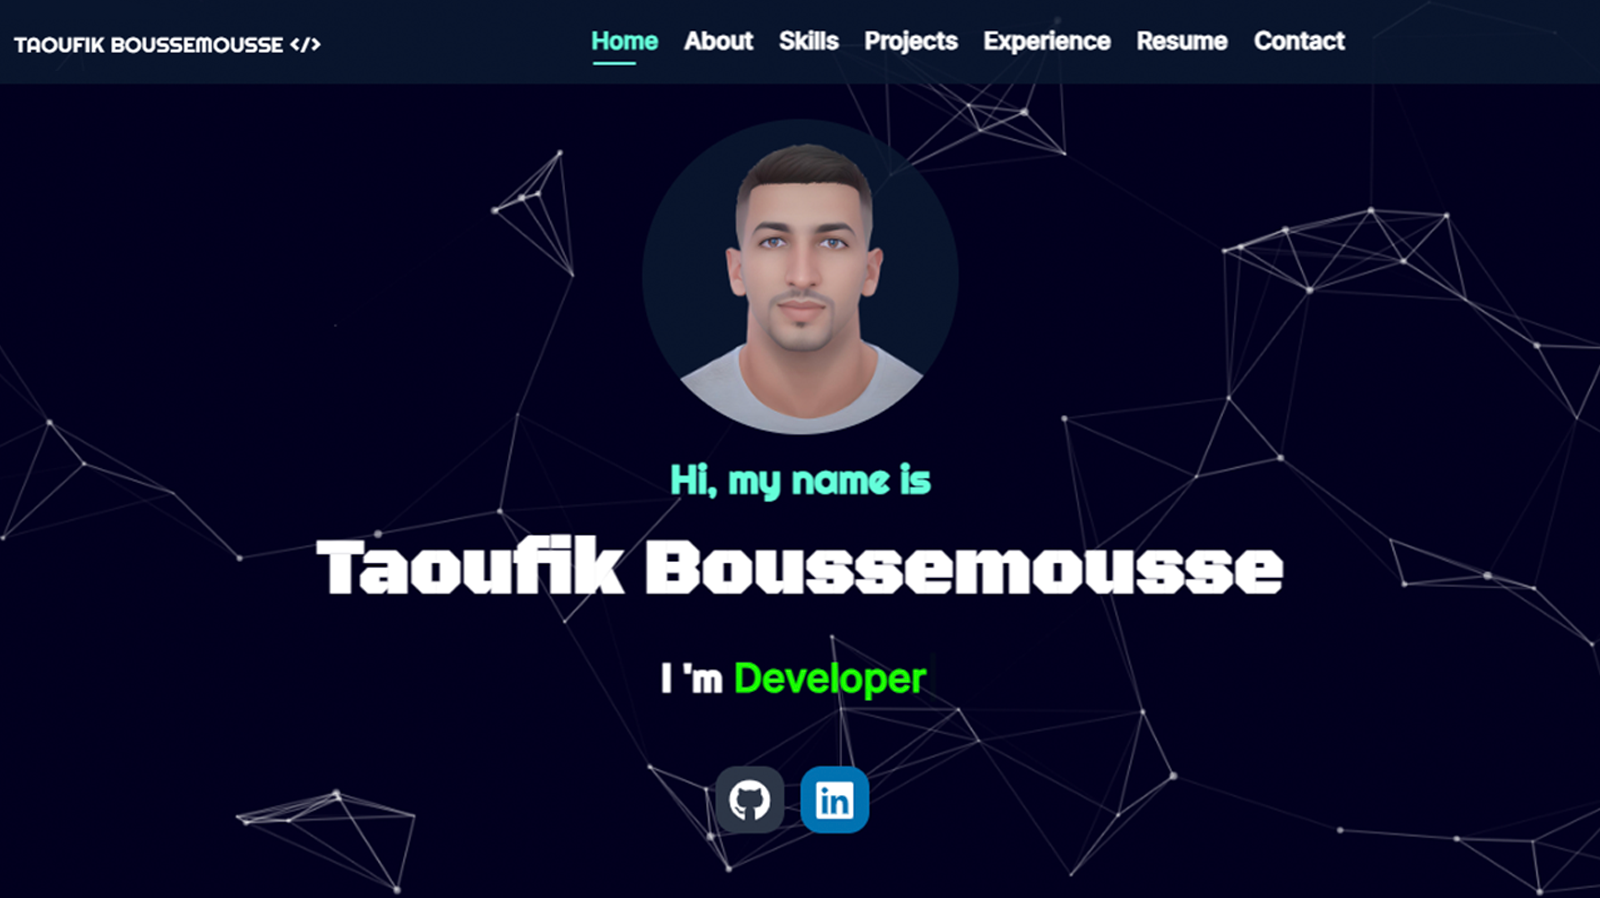 TAOUFIK BOUSSEMOUSSE </>
Home About Skills Projects Experience Resume Contact
Hi, my name is
Taoufik Boussemousse
I 'm Developer
in